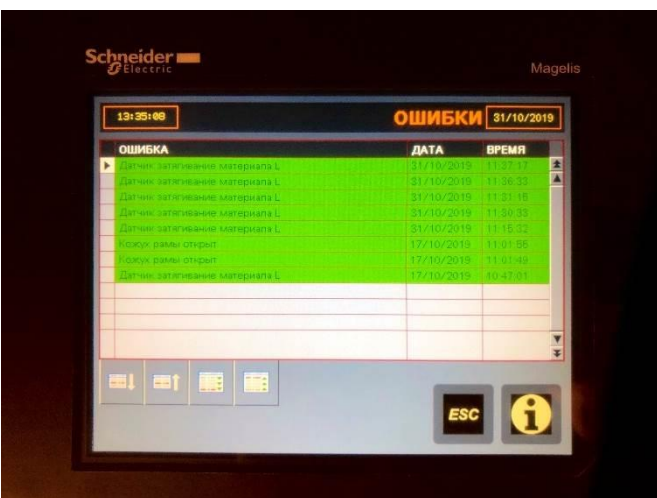 Schneider
Electric
Magelis
13:35:08 ОШИБКИ 31/10/2019
ОШИБКА ДАТА ВРЕМЯ
Датчик затягивание материала L 31/10/2019 11:37:17
Датчик затягивание материала L 31/10/2019 11:36:33
Датчик затягивание материала L 31/10/2019 11:31:16
Датчик затягивание материала L 31/10/2019 11:30:33
Датчик затягивание материала L 31/10/2019 11:15:32
Кожух рамы открыт 17/10/2019 11:01:56
Кожух рамы открыт 17/10/2019 11:01:49
Датчик затягивание материала L 17/10/2019 10:47:01
ESC i